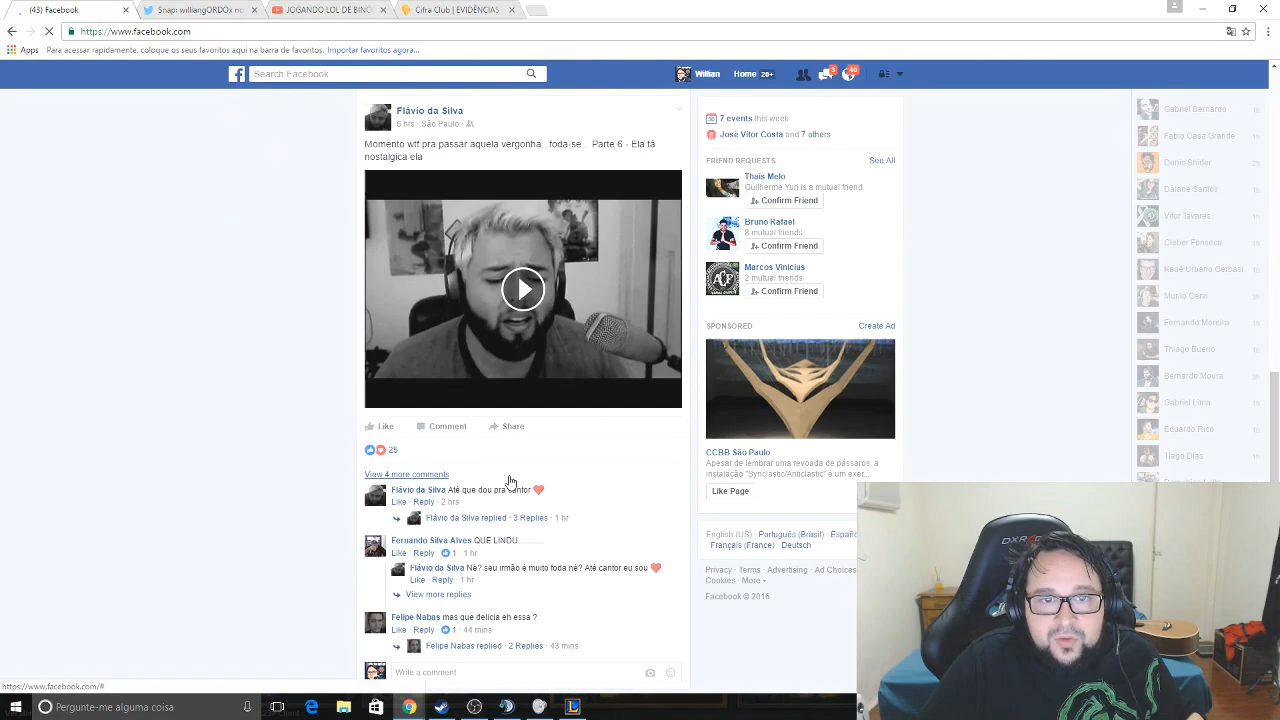 (43) Facebook
Snap: williangORDOx no
JOGANDO LOL DE BINO
Cifra Club | EVIDÊNCIAS
https://www.facebook.com
Apps
Para acessar rapidamente, coloque os seus favoritos aqui na barra de favoritos.
Importar favoritos agora...
Search Facebook
Willian
Home 20+
3
40
Flávio da Silva
6 hrs · São Paulo ·
Momento wtf pra passar aquela vergonha.. foda-se... Parte 6 - Ela tá
nostalgica ela
Like
Comment
Share
25
View 4 more comments
Flávio da Silva Até que dou pra cantor
Like · Reply · 2 hrs
Flávio da Silva replied · 3 Replies · 1 hr
Fernando Silva Alves QUE LINDU............
Like · Reply · 1 · 1 hr
Flávio da Silva Né? seu irmão é muito foda né? Até cantor eu sou
Like · Reply · 1 hr
View more replies
Felipe Nabas mas que delicia eh essa ?
Like · Reply · 1 · 44 mins
Felipe Nabas replied · 2 Replies · 43 mins
Write a comment
7 events this week
José Vitor Costa and 7 others
FRIEND REQUESTS
See All
Thaís Melo
Guilherme Yuri is a mutual friend.
Confirm Friend
Bruno Rafael
8 mutual friends
Confirm Friend
Marcos Vinicius
2 mutual friends
Confirm Friend
SPONSORED
Create Ad
CCBB São Paulo
Apesar de lembrar uma revoada de pássaros, a
instalação "Synclastic/Anticlastic" é um exer...
Like Page
English (US) · Português (Brasil) · Españo
Français (France) · Deutsch
Privacy · Terms · Advertising · Ad Choices
Cookies · More
Facebook © 2016
Gabriel Bernardo
Fabio Casa Grande
Denis Snider
Daiane Santos
Vitor Tavares
Cleber Fonseca
Kauê Urbano Gerbasi
Murilo Cervi
Fernando Moreira
Thiago Bueno
Bernardo Moura
Gabriel Lima
Eduardo Rico
Tiago Dias
DXRAC
https://www.facebook.com/#
Pergunte-me alguma coisa